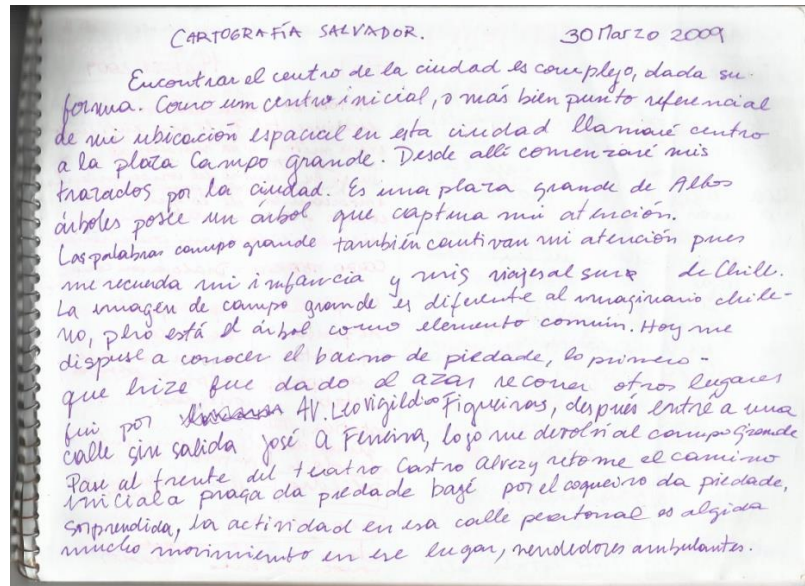 CARTOGRAFÍA SALVADOR. 30 Marzo 2009
Encontrar el centro de la ciudad es complejo, dada su
forma. Como um centro inicial, o más bien punto referencial
de mi ubicación espacial en esta ciudad llamaré centro
a la plaza Campo grande. Desde allí comenzaré mis
trazados por la ciudad. Es una plaza grande de Altos
árboles posee un árbol que captura mi atención.
Las palabras campo grande también cautivan mi atención pues
me recuerda mi infancia y mis viajes al sur de Chile.
La imagen de campo grande es diferente al imaginario chile-
no, pero está el árbol como elemento común. Hoy me
dispuse a conocer el bairro de piedade, lo primero
que hize fue dado al azar recorrer otros lugares
fui por AV. Leovigildio Figueiras, después entré a una
calle sin salida josé A Ferreira, logo me devolví al campo Grande
Pase al frente del teatro Castro Alvez y retome el camino
inicial a praça da piedade bajé por el coqueiro da piedade,
sorprendida, la actividad en esa calle peatonal es algida
mucho movimiento en ese lugar, vendedores ambulantes.